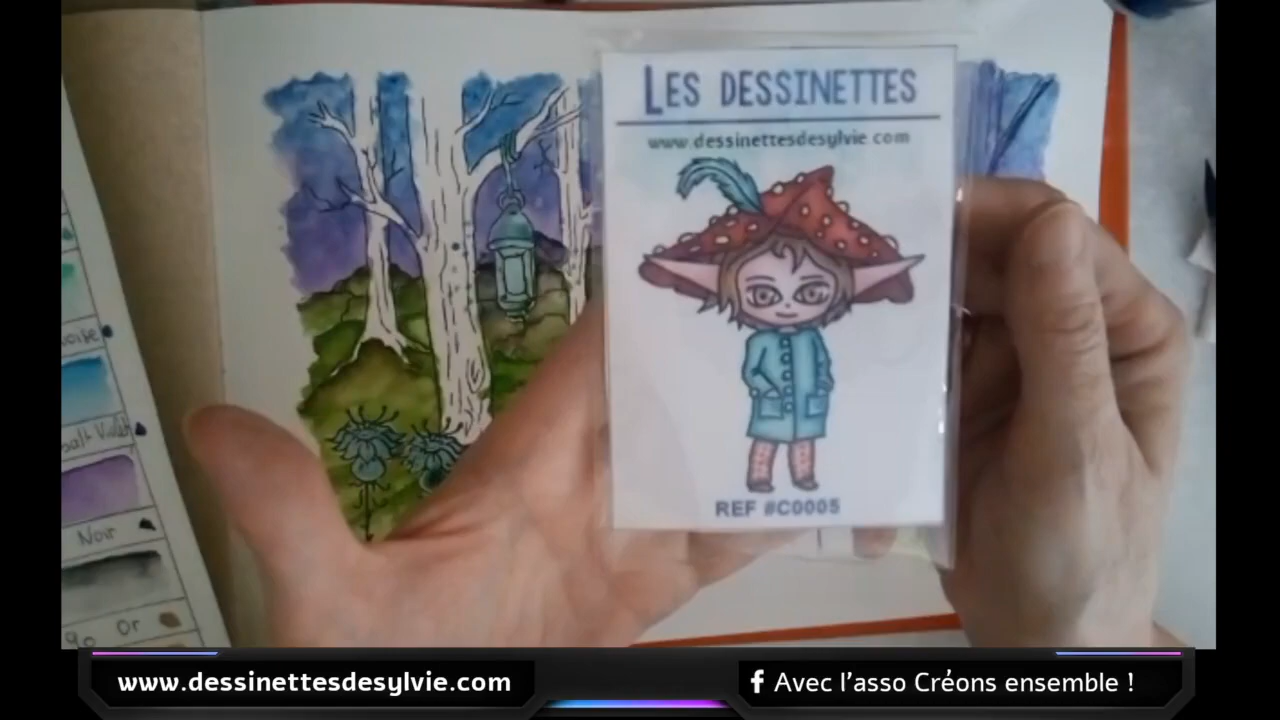 LES DESSINETTES
www.dessinettesdesylvie.com
REF #C0005
Noir
Or
www.dessinettesdesylvie.com
Avec l'asso Créons ensemble !